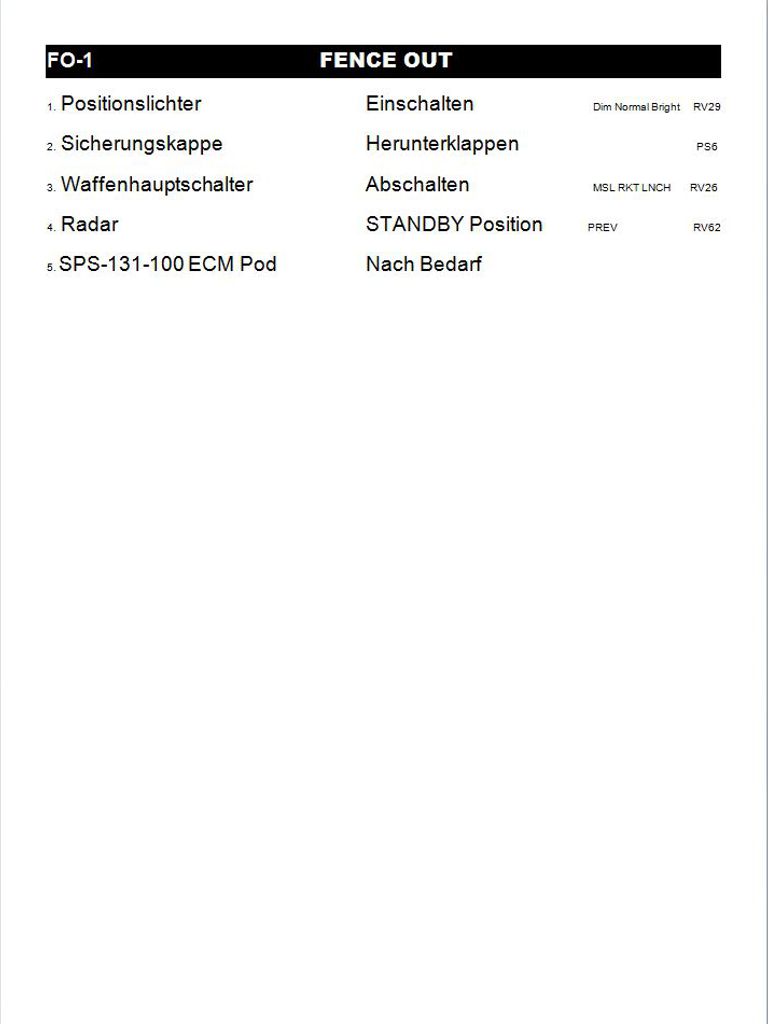 FO-1 FENCE OUT
1. Positionslichter Einschalten Dim Normal Bright RV29
2. Sicherungskappe Herunterklappen PS6
3. Waffenhauptschalter Abschalten MSL RKT LNCH RV26
4. Radar STANDBY Position PREV RV62
5. SPS-131-100 ECM Pod Nach Bedarf